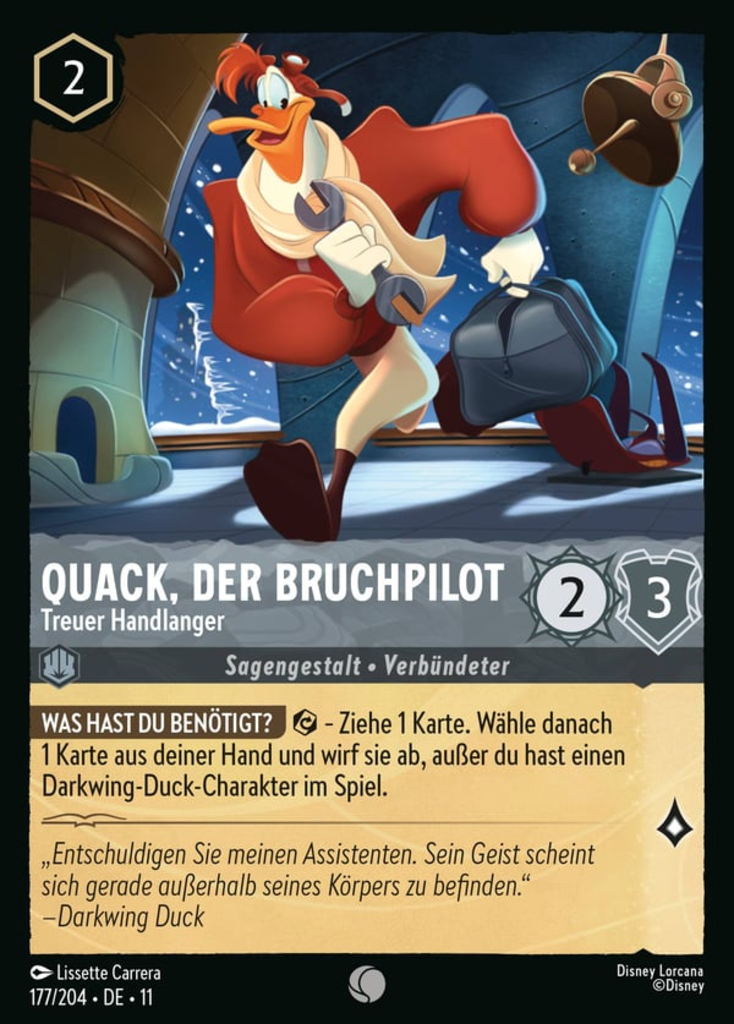 2
QUACK, DER BRUCHPILOT
Treuer Handlanger
2
3
Sagengestalt • Verbündeter
WAS HAST DU BENÖTIGT? – Ziehe 1 Karte. Wähle danach
1 Karte aus deiner Hand und wirf sie ab, außer du hast einen
Darkwing-Duck-Charakter im Spiel.
„Entschuldigen Sie meinen Assistenten. Sein Geist scheint
sich gerade außerhalb seines Körpers zu befinden.“
–Darkwing Duck
Lissette Carrera
177/204 • DE • 11
Disney Lorcana
©Disney